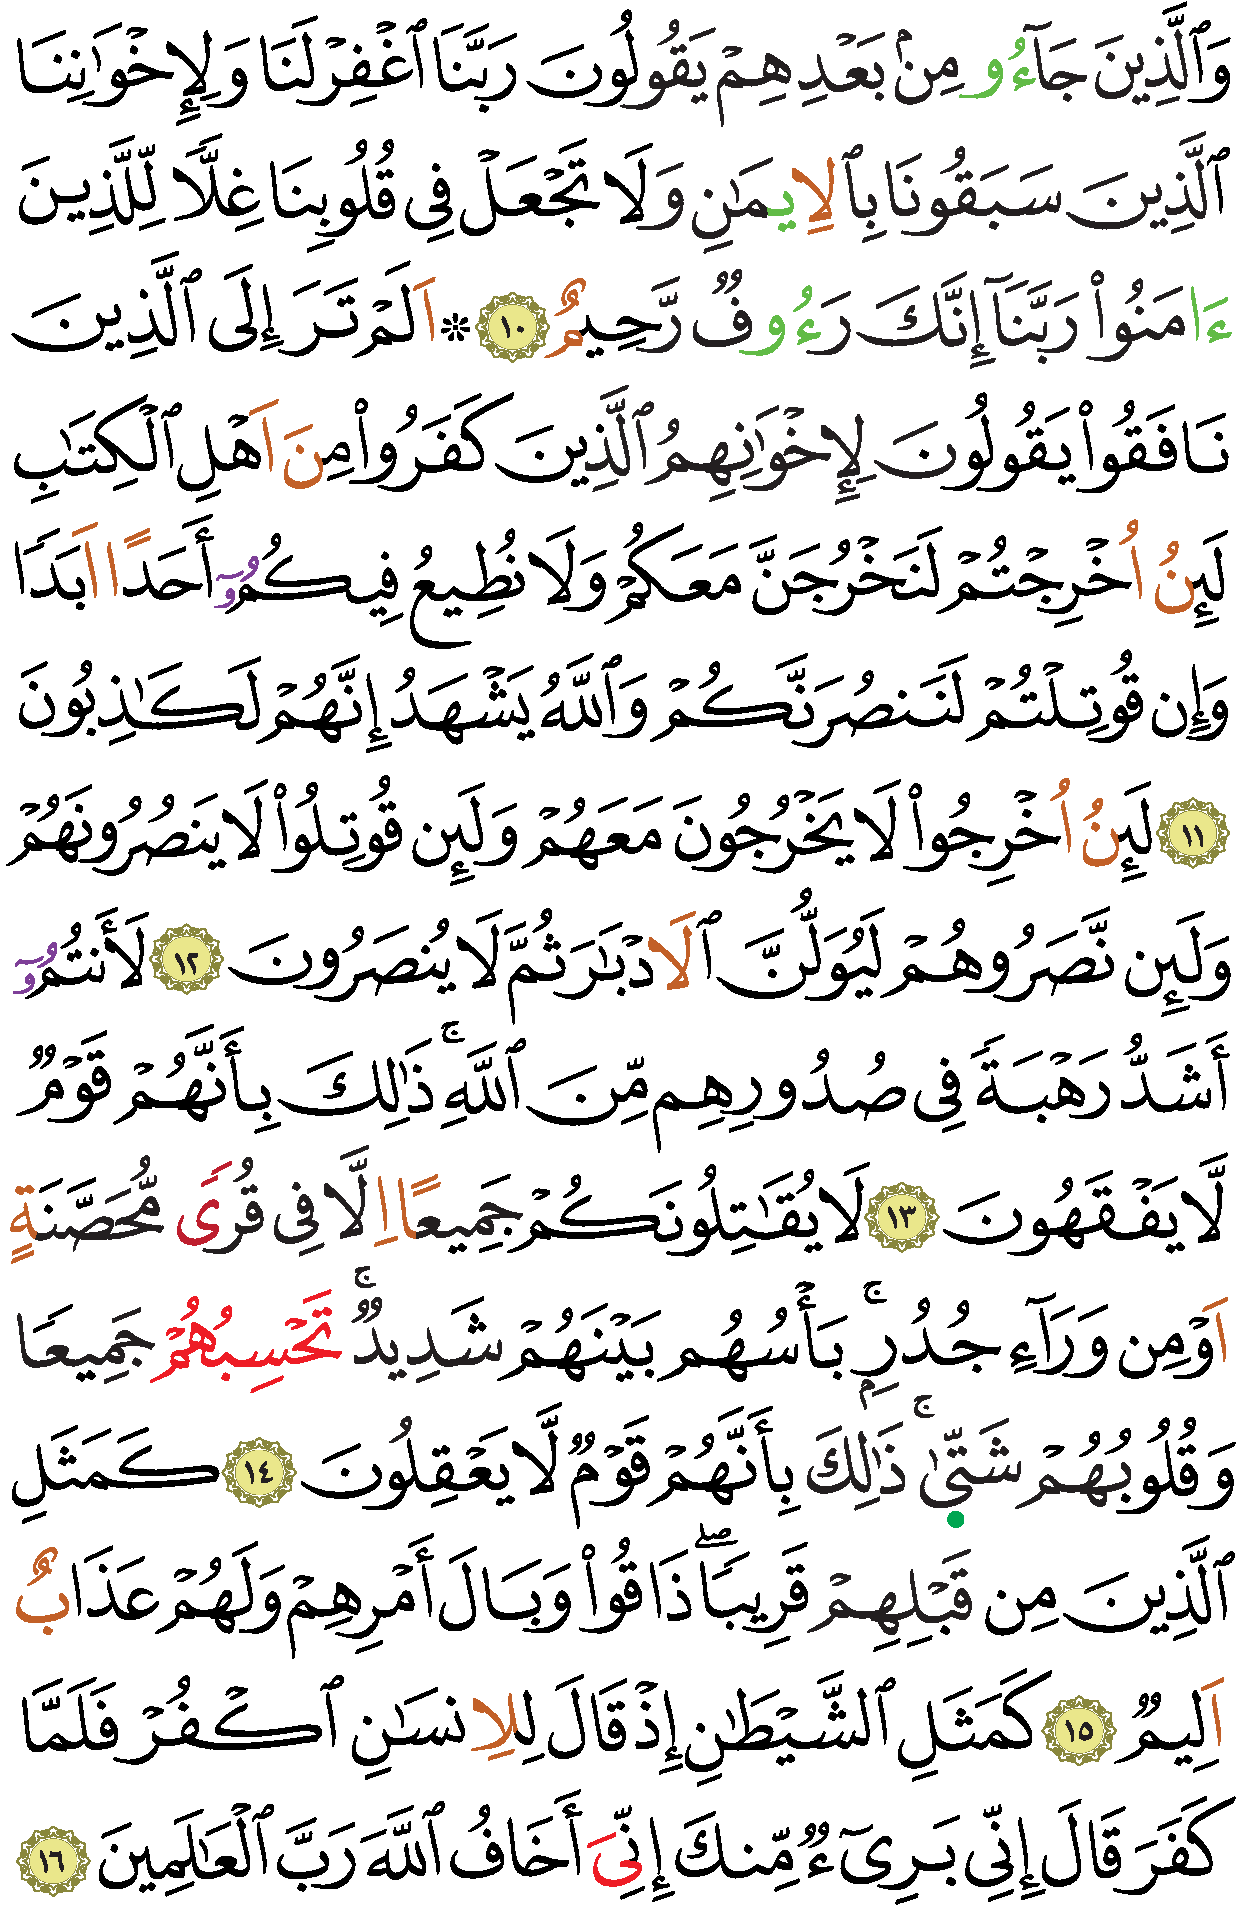 وَٱلَّذِينَ جَآءُو مِنۢ بَعْدِهِمْ يَقُولُونَ رَبَّنَا ٱغْفِرْ لَنَا وَلِإِخْوَٰنِنَا
ٱلَّذِينَ سَبَقُونَا بِٱلِايمَٰنِ وَلَا تَجْعَلْ فِى قُلُوبِنَا غِلًّا لِّلَّذِينَ
ءَامَنُوا۟ رَبَّنَآ إِنَّكَ رَءُوفٌ رَّحِيمٌ ١٠ ۞ اَلَمْ تَرَ إِلَى ٱلَّذِينَ
نَافَقُوا۟ يَقُولُونَ لِإِخْوَٰنِهِمُ ٱلَّذِينَ كَفَرُوا۟ مِنَ اَهْلِ ٱلْكِتَٰبِ
لَئِنُ اُخْرِجْتُمْ لَنَخْرُجَنَّ مَعَكُمْ وَلَا نُطِيعُ فِيكُمُۥٓ أَحَدًا اَبَدًا
وَإِن قُوتِلْتُمْ لَنَنصُرَنَّكُمْ وَٱللَّهُ يَشْهَدُ إِنَّهُمْ لَكَٰذِبُونَ
١١ لَئِنُ اُخْرِجُوا۟ لَا يَخْرُجُونَ مَعَهُمْ وَلَئِن قُوتِلُوا۟ لَا يَنصُرُونَهُمْ
وَلَئِن نَّصَرُوهُمْ لَيُوَلُّنَّ ٱلَادْبَٰرَ ثُمَّ لَا يُنصَرُونَ ١٢ لَأَنتُمُۥٓ
أَشَدُّ رَهْبَةً فِى صُدُورِهِم مِّنَ ٱللَّهِ ۚ ذَٰلِكَ بِأَنَّهُمْ قَوْمٌ
لَّا يَفْقَهُونَ ١٣ لَا يُقَٰتِلُونَكُمْ جَمِيعًا اِلَّا فِى قُرًى مُّحَصَّنَةٍ
اَوْ مِن وَرَآءِ جُدُرٍۭ ۚ بَأْسُهُم بَيْنَهُمْ شَدِيدٌ ۚ تَحْسِبُهُمْ جَمِيعًا
وَقُلُوبُهُمْ شَتَّىٰ ۚ ذَٰلِكَ بِأَنَّهُمْ قَوْمٌ لَّا يَعْقِلُونَ ١٤ كَمَثَلِ
ٱلَّذِينَ مِن قَبْلِهِمْ قَرِيبًا ۖ ذَاقُوا۟ وَبَالَ أَمْرِهِمْ وَلَهُمْ عَذَابٌ
اَلِيمٌ ١٥ كَمَثَلِ ٱلشَّيْطَٰنِ إِذْ قَالَ لِلِانسَٰنِ ٱكْفُرْ فَلَمَّا
كَفَرَ قَالَ إِنِّى بَرِىٓءٌ مِّنكَ إِنِّىَ أَخَافُ ٱللَّهَ رَبَّ ٱلْعَٰلَمِينَ ١٦